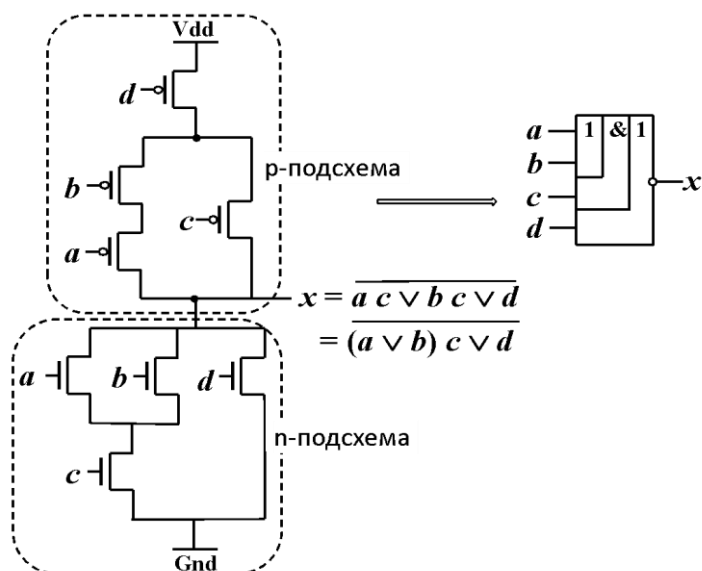 Vdd
d
a 1 & 1
b
b
p-подсхема
x
c
c
d
a
x = a c ∨ b c ∨ d
= (a ∨ b) c ∨ d
a
b
d
n-подсхема
c
Gnd